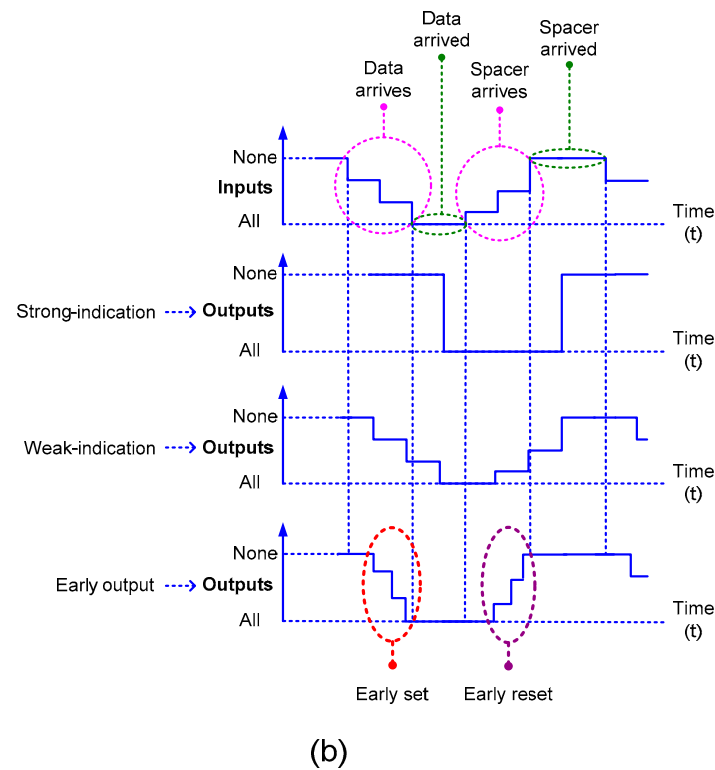 Data
arrived
Spacer
arrived
Data
arrives
Spacer
arrives
None
Inputs
All
Time
(t)
None
Strong-indication Outputs
All
Time
(t)
None
Weak-indication Outputs
All
Time
(t)
None
Early output Outputs
All
Time
(t)
Early set
Early reset
(b)